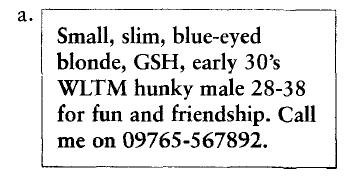 a.
Small, slim, blue-eyed
blonde, GSH, early 30's
WLTM hunky male 28-38
for fun and friendship. Call
me on 09765-567892.